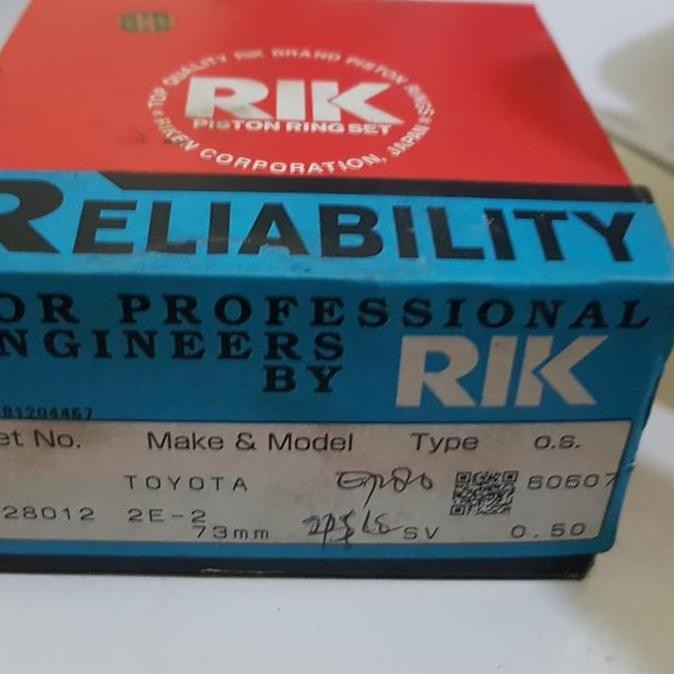 TOP QUALITY RIK BRAND PISTON RINGS
RIK
PISTON RING SET
RIKEN CORPORATION, JAPAN
RELIABILITY
OR PROFESSIONAL
NGINEERS
BY RIK
81204467
et No. Make & Model Type O.S.
TOYOTA 60607
28012 2E-2
73mm SV 0.50